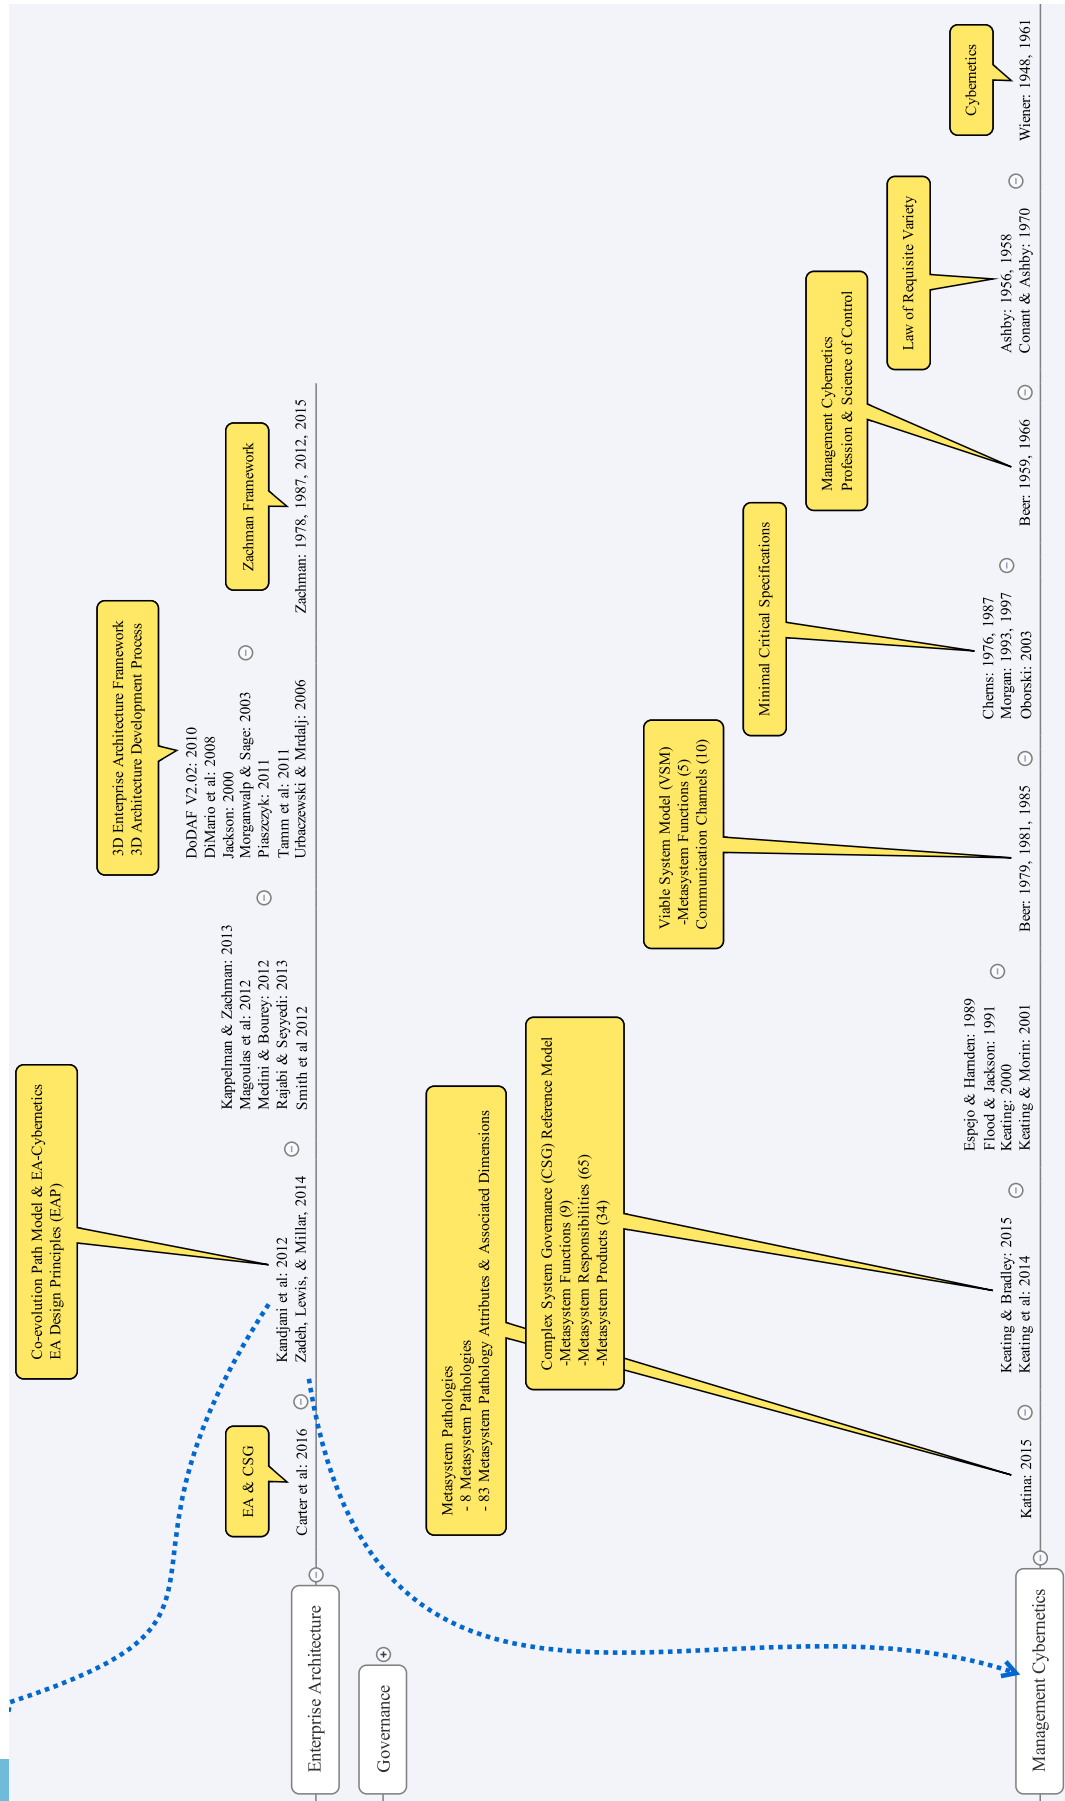 Co-evolution Path Model & EA-Cybernetics
EA Design Principles (EAP)
3D Enterprise Architecture Framework
3D Architecture Development Process
Zachman Framework
EA & CSG
Enterprise Architecture
Carter et al: 2016
Kandjani et al: 2012
Zadeh, Lewis, & Millar, 2014
Kappelman & Zachman: 2013
Magoulas et al: 2012
Medini & Bourey: 2012
Rajabi & Seyyedi: 2013
Smith et al 2012
DoDAF V2.02: 2010
DiMario et al: 2008
Jackson: 2000
Morganwalp & Sage: 2003
Piaszczyk: 2011
Tamm et al: 2011
Urbaczewski & Mrdalj: 2006
Zachman: 1978, 1987, 2012, 2015
Governance
Metasystem Pathologies
- 8 Metasystem Pathologies
- 83 Metasystem Pathology Attributes & Associated Dimensions
Complex System Governance (CSG) Reference Model
-Metasystem Functions (9)
-Metasystem Responsibilities (65)
-Metasystem Products (34)
Viable System Model (VSM)
-Metasystem Functions (5)
Communication Channels (10)
Minimal Critical Specifications
Management Cybernetics
Profession & Science of Control
Law of Requisite Variety
Cybernetics
Management Cybernetics
Katina: 2015
Keating & Bradley: 2015
Keating et al: 2014
Espejo & Harnden: 1989
Flood & Jackson: 1991
Keating: 2000
Keating & Morin: 2001
Beer: 1979, 1981, 1985
Cherns: 1976, 1987
Morgan: 1993, 1997
Oborski: 2003
Beer: 1959, 1966
Ashby: 1956, 1958
Conant & Ashby: 1970
Wiener: 1948, 1961